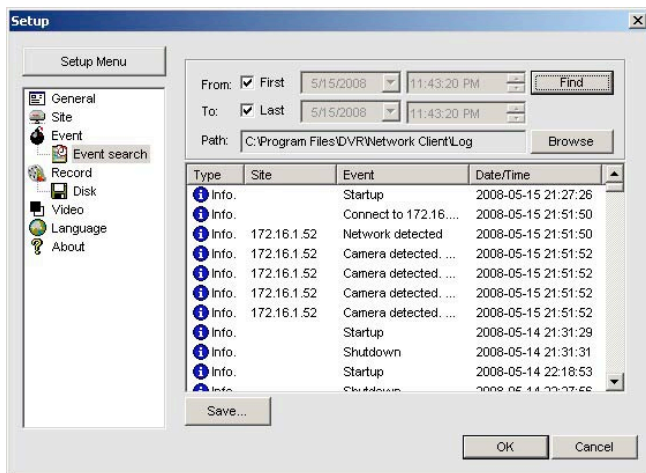 Setup
Setup Menu
General
Site
Event
Event search
Record
Disk
Video
Language
About
From: First 5/15/2008 11:43:20 PM Find
To: Last 5/15/2008 11:43:20 PM
Path: C:\Program Files\DVR\Network Client\Log Browse
Type Site Event Date/Time
Info. Startup 2008-05-15 21:27:26
Info. Connect to 172.16.... 2008-05-15 21:51:50
Info. 172.16.1.52 Network detected 2008-05-15 21:51:50
Info. 172.16.1.52 Camera detected. ... 2008-05-15 21:51:52
Info. 172.16.1.52 Camera detected. ... 2008-05-15 21:51:52
Info. 172.16.1.52 Camera detected. ... 2008-05-15 21:51:52
Info. 172.16.1.52 Camera detected. ... 2008-05-15 21:51:52
Info. Startup 2008-05-14 21:31:29
Info. Shutdown 2008-05-14 21:31:31
Info. Startup 2008-05-14 22:18:53
Info. Shutdown
Save...
OK Cancel